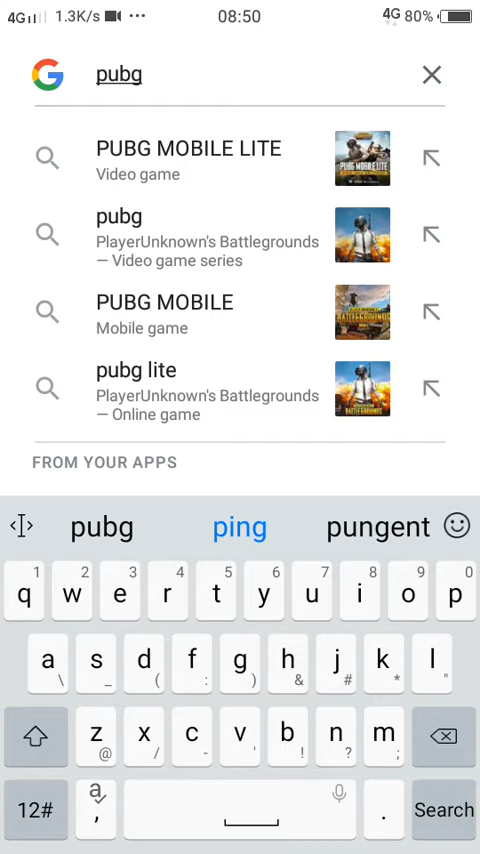 4G 1.3K/s ... 08:50 4G 80%
pubg
PUBG MOBILE LITE
Video game
pubg
PlayerUnknown's Battlegrounds
— Video game series
PUBG MOBILE
Mobile game
pubg lite
PlayerUnknown's Battlegrounds
— Online game
FROM YOUR APPS
pubg ping pungent
1 2 3 4 5 6 7 8 9 0
q w e r t y u i o p
a s d f g h j k l
\ _ ( : ) & # * "
z x c v b n m
@ / - ' ! ? ;
12# a , . Search